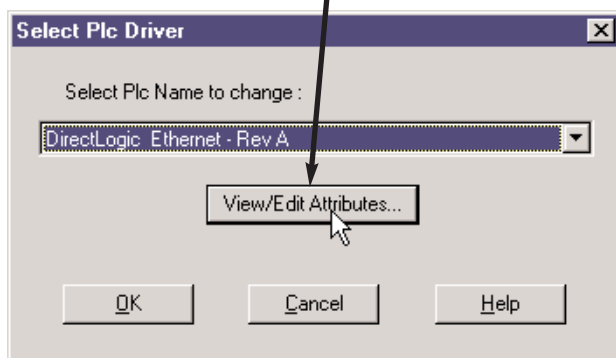 Select Plc Driver
Select Plc Name to change :
DirectLogic Ethernet - Rev A
View/Edit Attributes...
OK
Cancel
Help